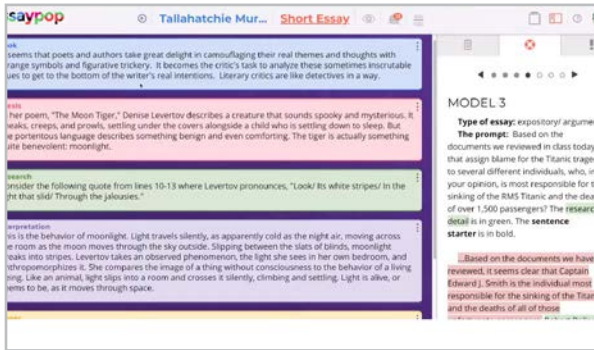 saypop
Tallahatchie Mur...
Short Essay
ok
seems that poets and authors take great delight in camouflaging their real themes and thoughts with
range symbols and figurative trickery. It becomes the critic's task to analyze these sometimes inscrutable
ues to get to the bottom of the writer's real intentions. Literary critics are like detectives in a way.
esis
her poem, "The Moon Tiger," Denise Levertov describes a creature that sounds spooky and mysterious. It
eaks, creeps, and prowls, settling under the covers alongside a child who is settling down to sleep. But
e portentous language describes something benign and even comforting. The tiger is actually something
uite benevolent: moonlight.
search
onsider the following quote from lines 10-13 where Levertov pronounces, "Look/ Its white stripes/ In the
ght that slid/ Through the jalousies."
erpretation
his is the behavior of moonlight. Light travels silently, as apparently cold as the night air, moving across
e room as the moon moves through the sky outside. Slipping between the slats of blinds, moonlight
eaks into stripes. Levertov takes an observed phenomenon, the light she sees in her own bedroom, and
nthropomorphizes it. She compares the image of a thing without consciousness to the behavior of a living
ing. Like an animal, light slips into a room and crosses it silently, climbing and settling. Light is alive, or
ems to be, as it moves through space.
MODEL 3
Type of essay: expository/ argumen
The prompt: Based on the
documents we reviewed in class today
that assign blame for the Titanic trage
to several different individuals, who, in
your opinion, is most responsible for t
sinking of the RMS Titanic and the dea
of over 1,500 passengers? The researc
detail is in green. The sentence
starter is in bold.
...Based on the documents we have
reviewed, it seems clear that Captain
Edward J. Smith is the individual most
responsible for the sinking of the Titan
and the deaths of all of those